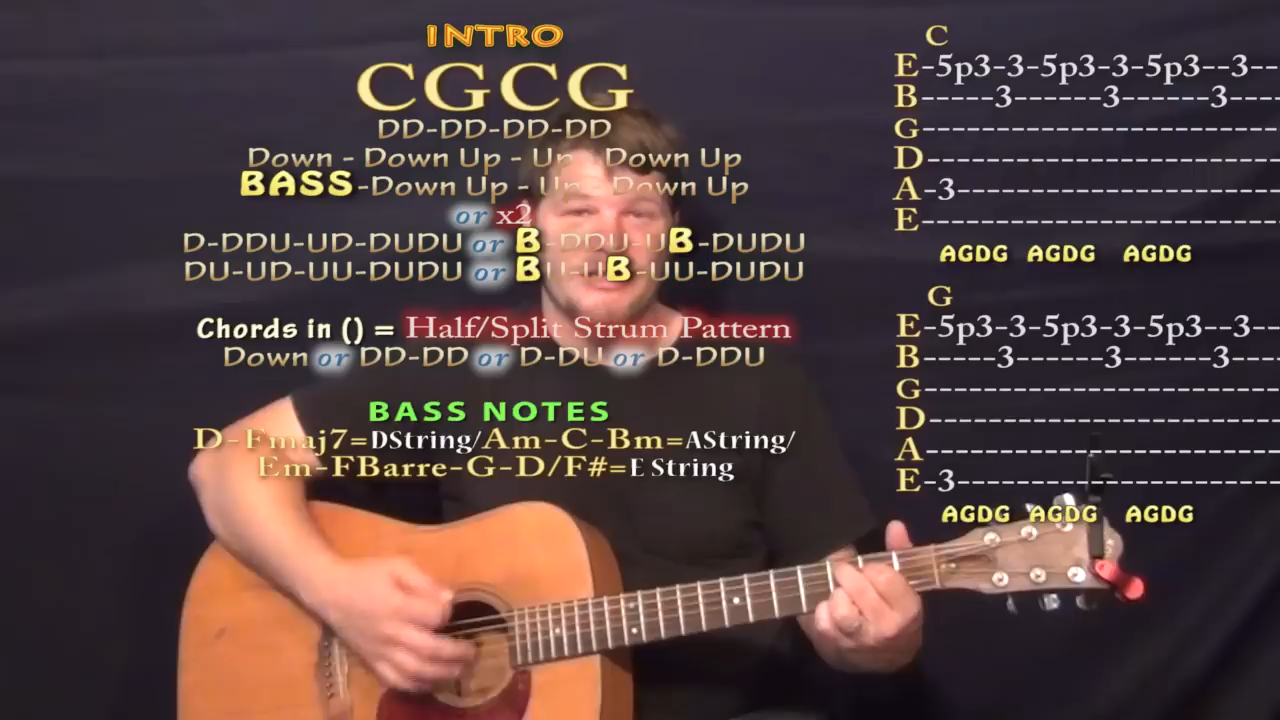 INTRO
CGCG
DD-DD-DD-DD
Down - Down Up - Up - Down Up
BASS-Down Up - Up - Down Up
or x2
D-DDU-UD-DUDU or B-DDU-UB-DUDU
DU-UD-UU-DUDU or BU-UB-UU-DUDU
Chords in () = Half/Split Strum Pattern
Down or DD-DD or D-DU or D-DDU
BASS NOTES
D-Fmaj7=DString/Am-C-Bm=AString/
Em-FBarre-G-D/F#=E String
C
E-5p3-3-5p3-3-5p3--3--
B-----3--------3--------3----
G-----------------------------
D-----------------------------
A-3---------------------------
E-----------------------------
AGDG AGDG AGDG
G
E-5p3-3-5p3-3-5p3--3--
B-----3--------3--------3----
G-----------------------------
D-----------------------------
A-----------------------------
E-3---------------------------
AGDG AGDG AGDG